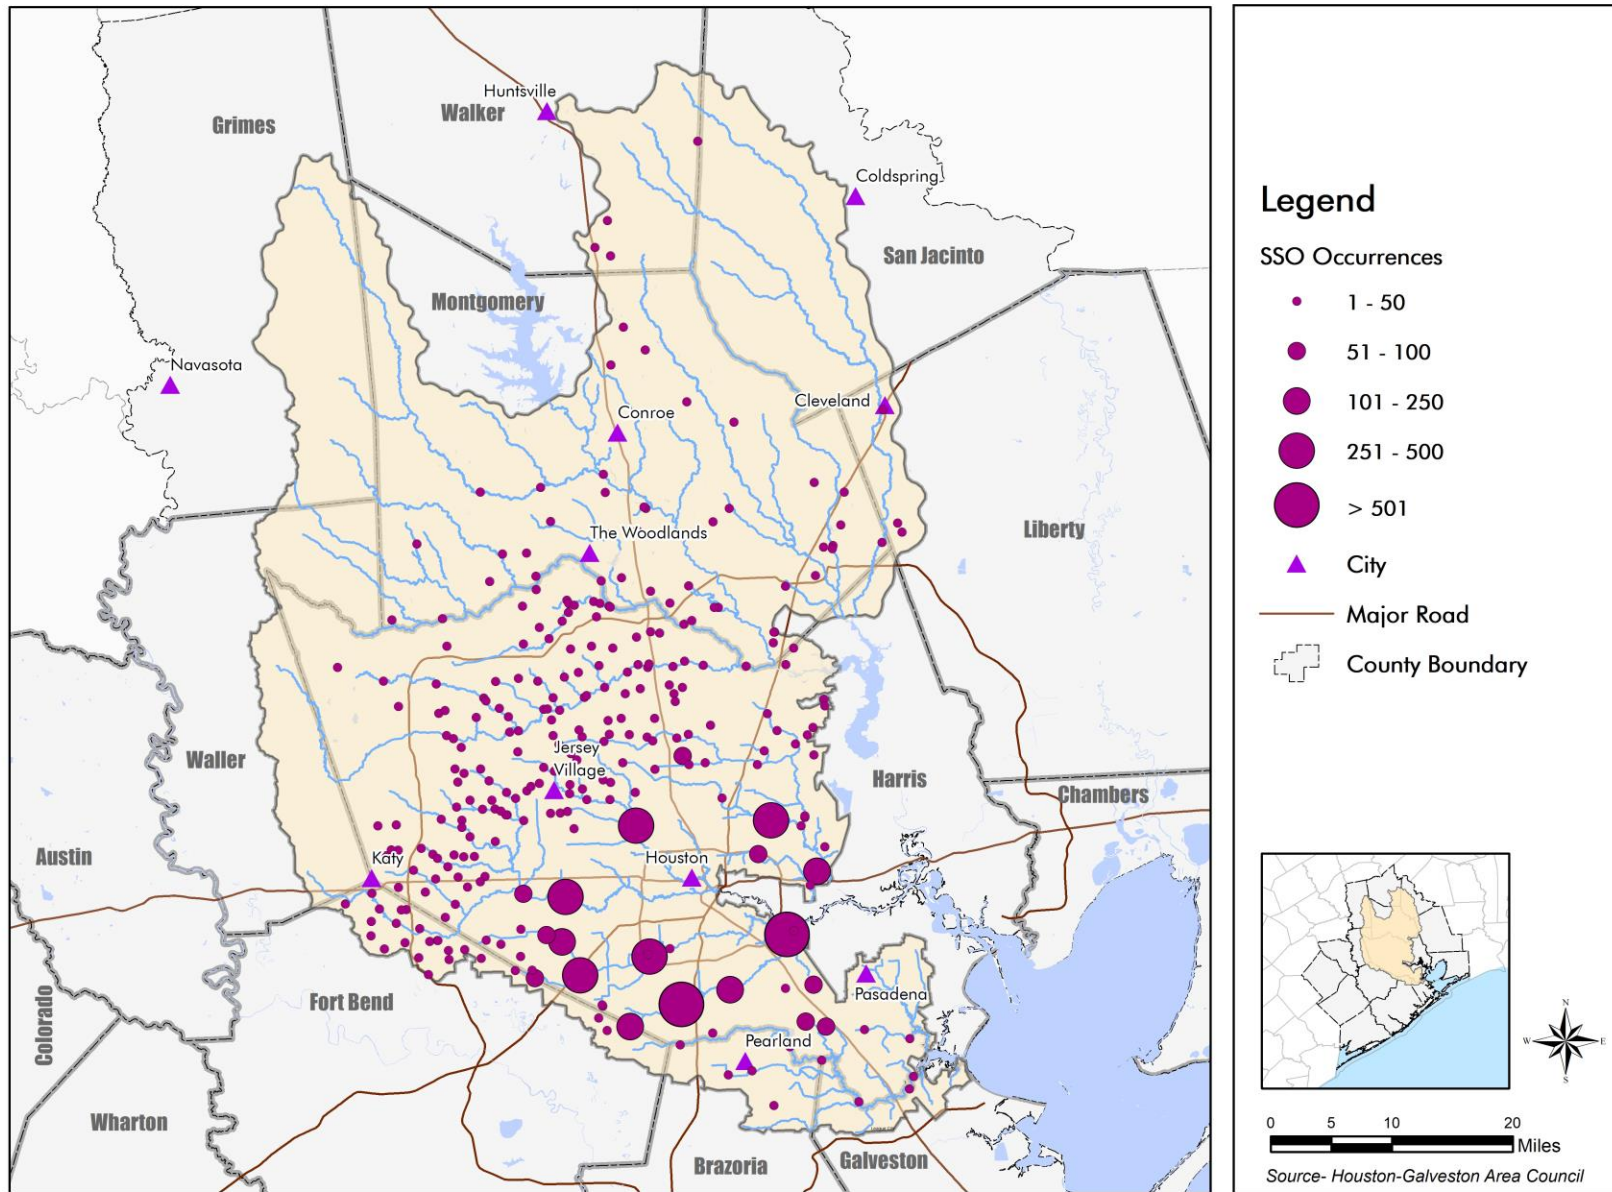 Huntsville
Walker
Grimes
Coldspring
San Jacinto
Montgomery
Navasota
Cleveland
Conroe
Liberty
The Woodlands
Waller
Jersey
Village
Harris
Chambers
Austin
Katy
Houston
Pasadena
Fort Bend
Colorado
Pearland
Wharton
Brazoria
Galveston
Legend
SSO Occurrences
1 - 50
51 - 100
101 - 250
251 - 500
> 501
City
Major Road
County Boundary
N
W
E
S
0 5 10 20
Miles
Source- Houston-Galveston Area Council